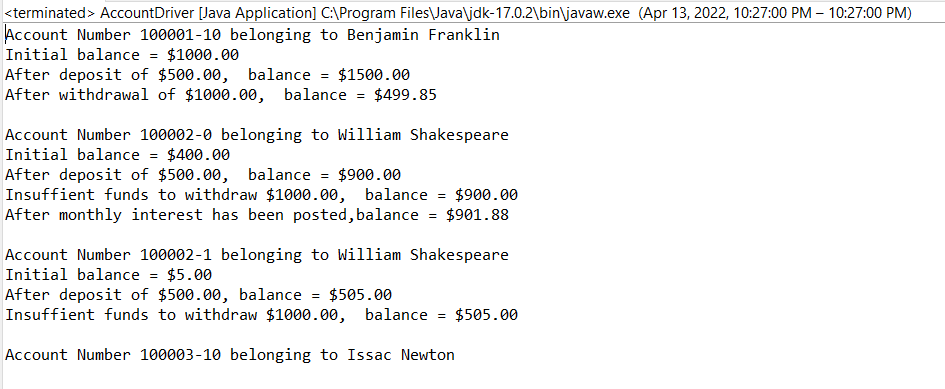 <terminated> AccountDriver [Java Application] C:\Program Files\Java\jdk-17.0.2\bin\javaw.exe  (Apr 13, 2022, 10:27:00 PM – 10:27:00 PM)
Account Number 100001-10 belonging to Benjamin Franklin
Initial balance = $1000.00
After deposit of $500.00,  balance = $1500.00
After withdrawal of $1000.00,  balance = $499.85
Account Number 100002-0 belonging to William Shakespeare
Initial balance = $400.00
After deposit of $500.00,  balance = $900.00
Insufficient funds to withdraw $1000.00,  balance = $900.00
After monthly interest has been posted,balance = $901.88
Account Number 100002-1 belonging to William Shakespeare
Initial balance = $5.00
After deposit of $500.00, balance = $505.00
Insufficient funds to withdraw $1000.00,  balance = $505.00
Account Number 100003-10 belonging to Issac Newton